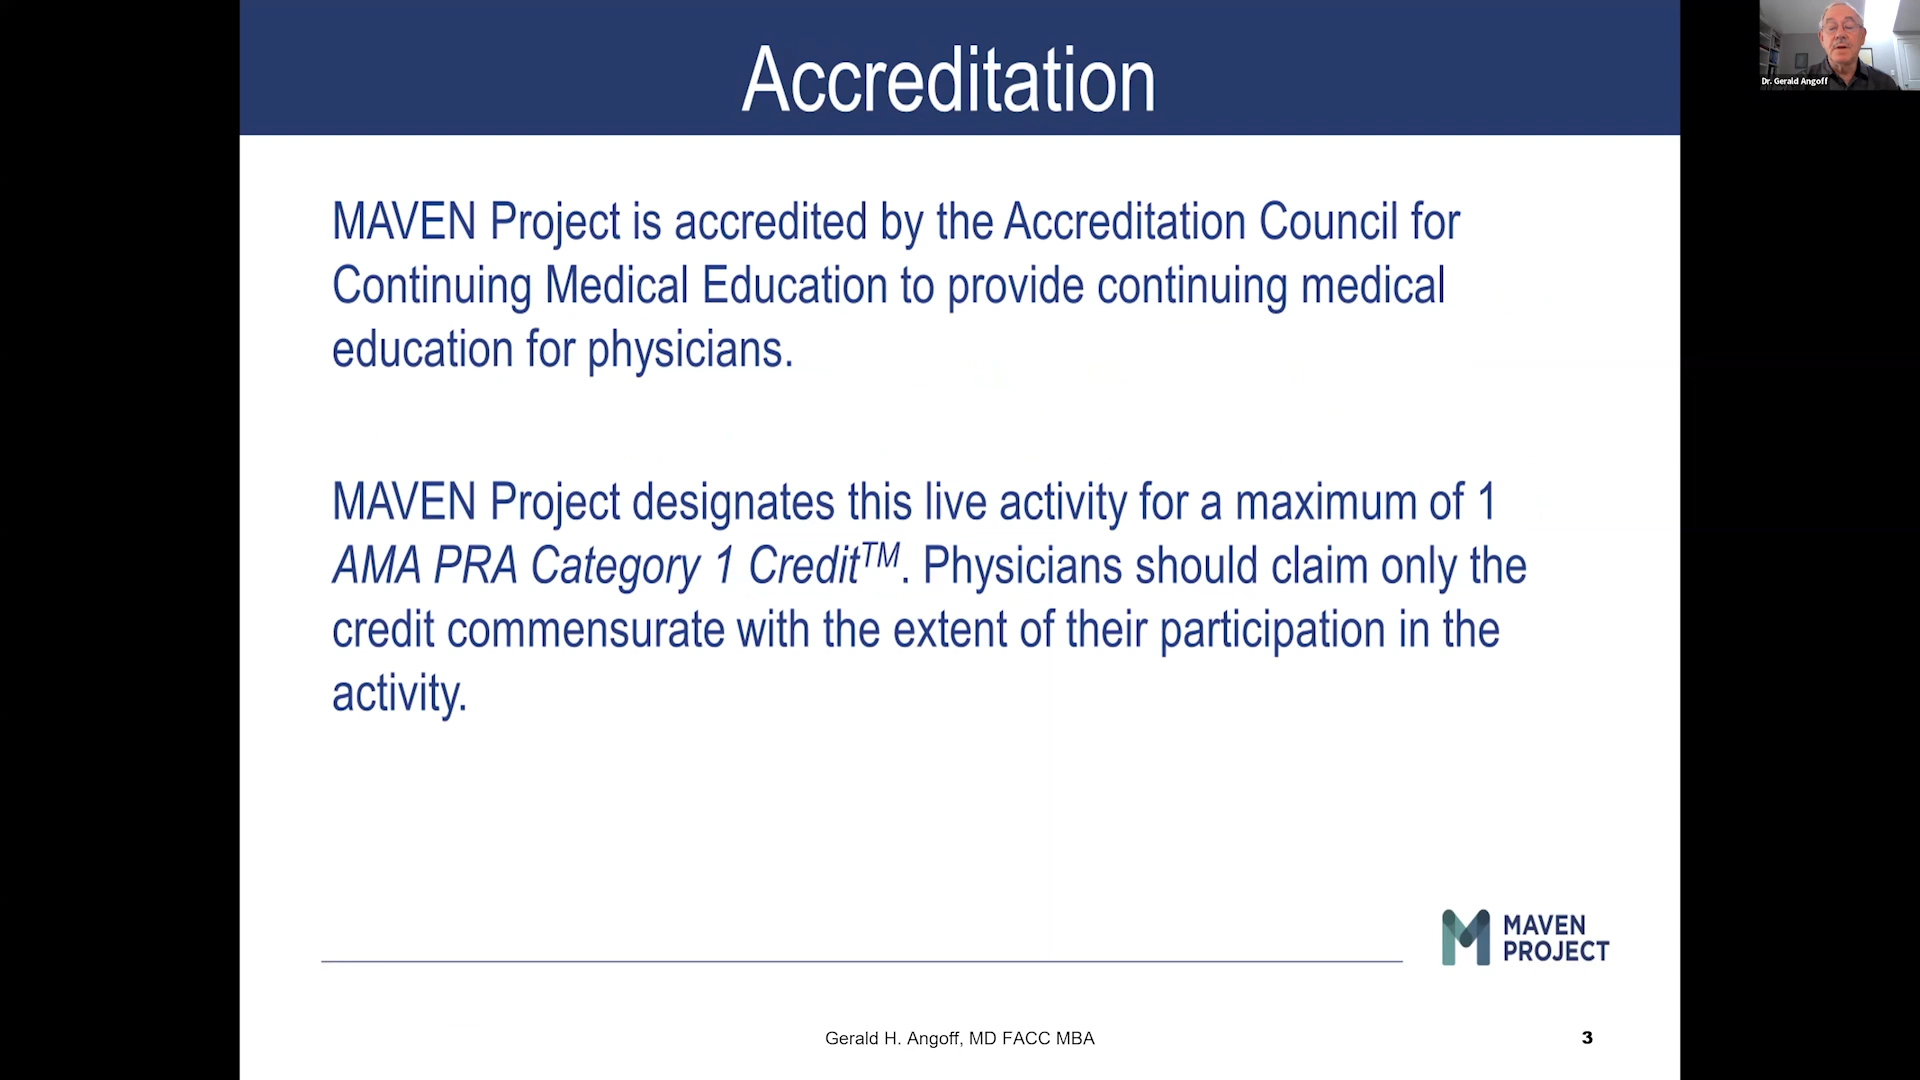 Accreditation
Dr. Gerald Angoff
MAVEN Project is accredited by the Accreditation Council for
Continuing Medical Education to provide continuing medical
education for physicians.
MAVEN Project designates this live activity for a maximum of 1
AMA PRA Category 1 Credit™. Physicians should claim only the
credit commensurate with the extent of their participation in the
activity.
MAVEN
PROJECT
Gerald H. Angoff, MD FACC MBA
3